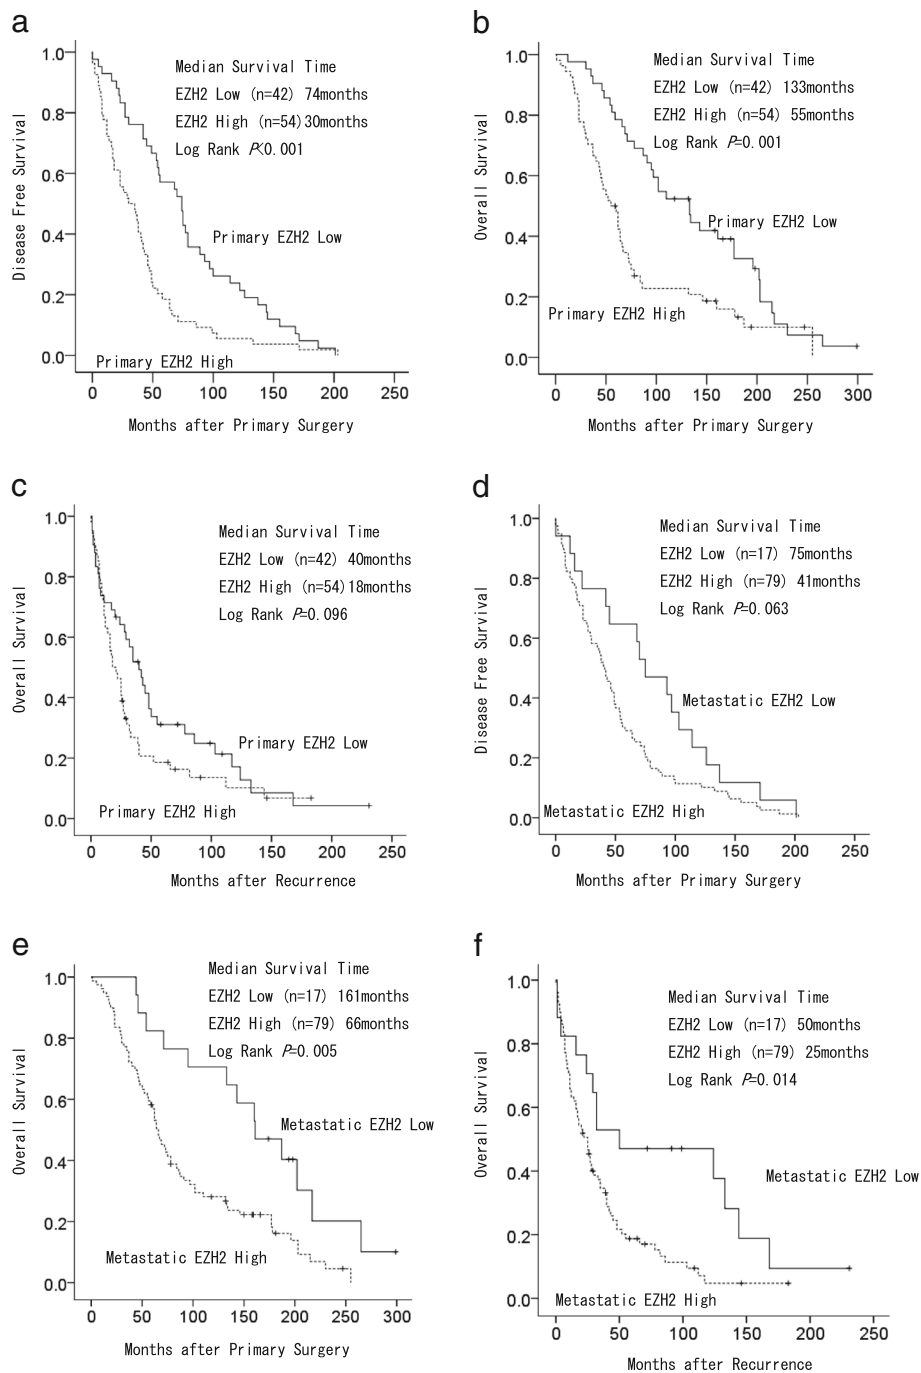 a
Disease Free Survival
1.0
0.8
0.6
0.4
0.2
0.0
Median Survival Time
EZH2 Low (n=42) 74months
EZH2 High (n=54)30months
Log Rank P<0.001
Primary EZH2 Low
Primary EZH2 High
0 50 100 150 200 250
Months after Primary Surgery
b
Overall Survival
1.0
0.8
0.6
0.4
0.2
0.0
Median Survival Time
EZH2 Low (n=42) 133months
EZH2 High (n=54) 55months
Log Rank P=0.001
Primary EZH2 Low
Primary EZH2 High
0 50 100 150 200 250 300
Months after Primary Surgery
c
Overall Survival
1.0
0.8
0.6
0.4
0.2
0.0
Median Survival Time
EZH2 Low (n=42) 40months
EZH2 High (n=54)18months
Log Rank P=0.096
Primary EZH2 Low
Primary EZH2 High
0 50 100 150 200 250
Months after Recurrence
d
Disease Free Survival
1.0
0.8
0.6
0.4
0.2
0.0
Median Survival Time
EZH2 Low (n=17) 75months
EZH2 High (n=79) 41months
Log Rank P=0.063
Metastatic EZH2 Low
Metastatic EZH2 High
0 50 100 150 200 250
Months after Primary Surgery
e
Overall Survival
1.0
0.8
0.6
0.4
0.2
0.0
Median Survival Time
EZH2 Low (n=17) 161months
EZH2 High (n=79) 66months
Log Rank P=0.005
Metastatic EZH2 Low
Metastatic EZH2 High
0 50 100 150 200 250 300
Months after Primary Surgery
f
Overall Survival
1.0
0.8
0.6
0.4
0.2
0.0
Median Survival Time
EZH2 Low (n=17) 50months
EZH2 High (n=79) 25months
Log Rank P=0.014
Metastatic EZH2 Low
Metastatic EZH2 High
0 50 100 150 200 250
Months after Recurrence